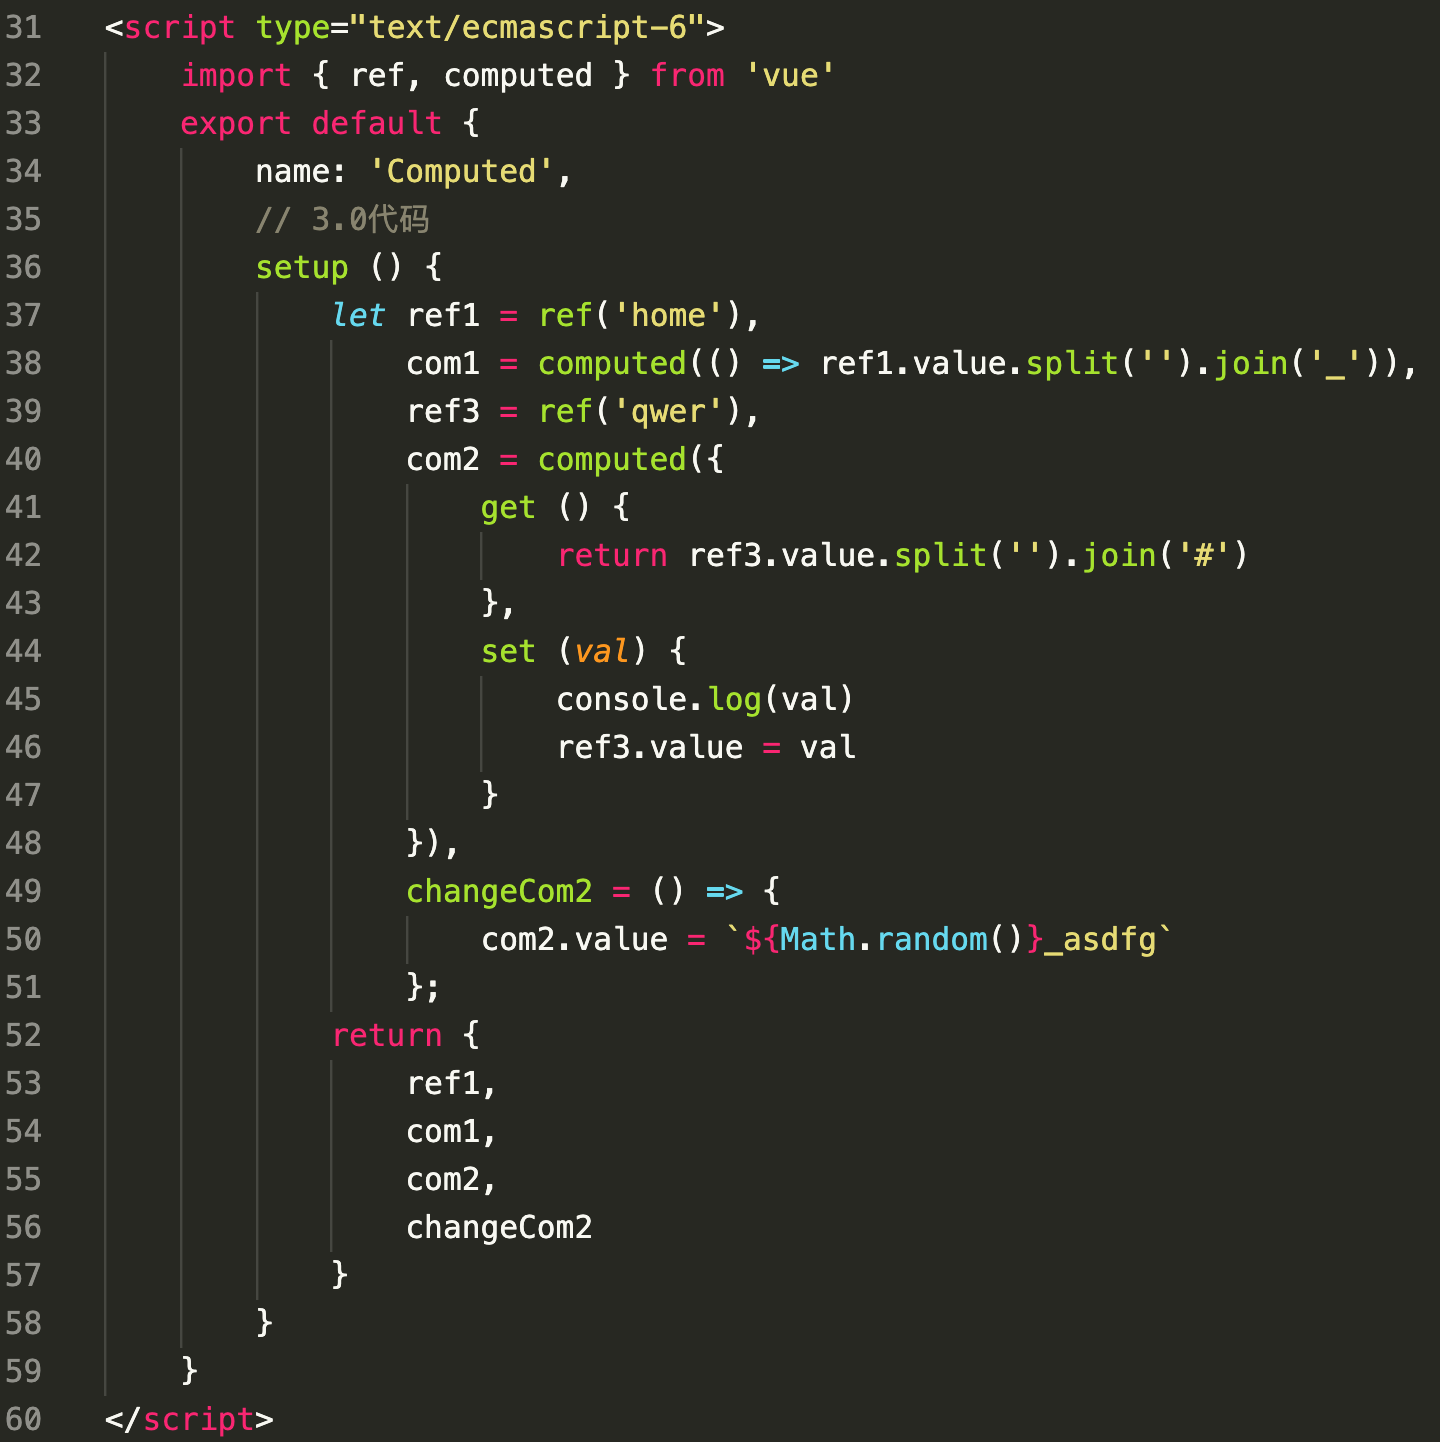 31 <script type="text/ecmascript-6">
32     import { ref, computed } from 'vue'
33     export default {
34         name: 'Computed',
35         // 3.0代码
36         setup () {
37             let ref1 = ref('home'),
38                 com1 = computed(() => ref1.value.split('').join('_')),
39                 ref3 = ref('qwer'),
40                 com2 = computed({
41                     get () {
42                         return ref3.value.split('').join('#')
43                     },
44                     set (val) {
45                         console.log(val)
46                         ref3.value = val
47                     }
48                 }),
49                 changeCom2 = () => {
50                     com2.value = `${Math.random()}_asdfg`
51                 };
52             return {
53                 ref1,
54                 com1,
55                 com2,
56                 changeCom2
57             }
58         }
59     }
60 </script>